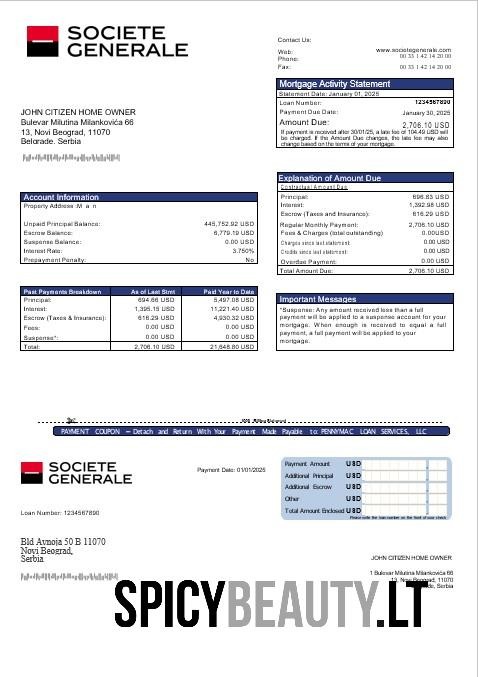 SOCIETE
GENERALE
Contact Us:
Web: www.societegenerale.com
Phone: 00 33 1 42 14 20 00
Fax: 00 33 1 42 14 20 00
Mortgage Activity Statement
Statement Date: January 01, 2025
Loan Number: 1234567890
Payment Due Date: January 30, 2025
Amount Due: 2,706.10 USD
If payment is received after 30/01/25, a late fee of 104.49 USD will
be charged. If the Amount Due changes, the late fee may also
change based on the terms of your mortgage.
JOHN CITIZEN HOME OWNER
Bulevar Milutina Milankovića 66
13, Novi Beograd, 11070
Belorade. Serbia
Explanation of Amount Due
Contractual Amount Due
Principal: 696.83 USD
Interest: 1,392.98 USD
Escrow (Taxes and Insurance): 616.29 USD
Regular Monthly Payment: 2,706.10 USD
Fees & Charges (total outstanding) 0.00USD
Charges since last statement: 0.00 USD
Credits since last statement: 0.00 USD
Overdue Payment: 0.00 USD
Total Amount Due: 2,706.10 USD
Account Information
Property Address M a n
Unpaid Principal Balance: 445,752.92 USD
Escrow Balance: 6,779.19 USD
Suspense Balance: 0.00 USD
Interest Rate: 3.750%
Prepayment Penalty: No
Past Payments Breakdown As of Last Stmt Paid Year to Date
Principal: 694.66 USD 5,497.08 USD
Interest: 1,395.15 USD 11,221.40 USD
Escrow (Taxes & Insurance): 616.29 USD 4,930.32 USD
Fees: 0.00 USD 0.00 USD
Suspense*: 0.00 USD 0.00 USD
Total: 2,706.10 USD 21,648.80 USD
Important Messages
*Suspense: Any amount received less than a full
payment will be applied to a suspense account for your
mortgage. When enough is received to equal a full
payment, a full payment will be applied to your
mortgage.
PAYMENT COUPON – Detach and Return With Your Payment Made Payable to: PENNYMAC LOAN SERVICES, LLC
SOCIETE
GENERALE
Payment Date: 01/01/2025
Payment Amount USD
Additional Principal USD
Additional Escrow USD
Other USD
Total Amount Enclosed USD
Please write the loan number on the front of your check
Loan Number: 1234567890
Bld Avnoja 50 B 11070
Novi Beograd,
Serbia
JOHN CITIZEN HOME OWNER
1 Bulevar Milutina Milankovića 66
13, Novi Beograd, 11070
Serbia
SPICYBEAUTY.LT